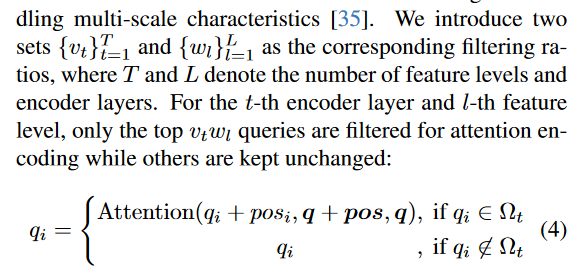 dling multi-scale characteristics [35]. We introduce two
sets {v_t}_{t=1}^{T} and {w_l}_{l=1}^{L} as the corresponding filtering ra-
tios, where T and L denote the number of feature levels and
encoder layers. For the t-th encoder layer and l-th feature
level, only the top v_t w_l queries are filtered for attention en-
coding while others are kept unchanged:
q_i = { Attention(q_i + pos_i, q + pos, q), if q_i ∈ Ω_t
q_i , if q_i ∉ Ω_t (4)